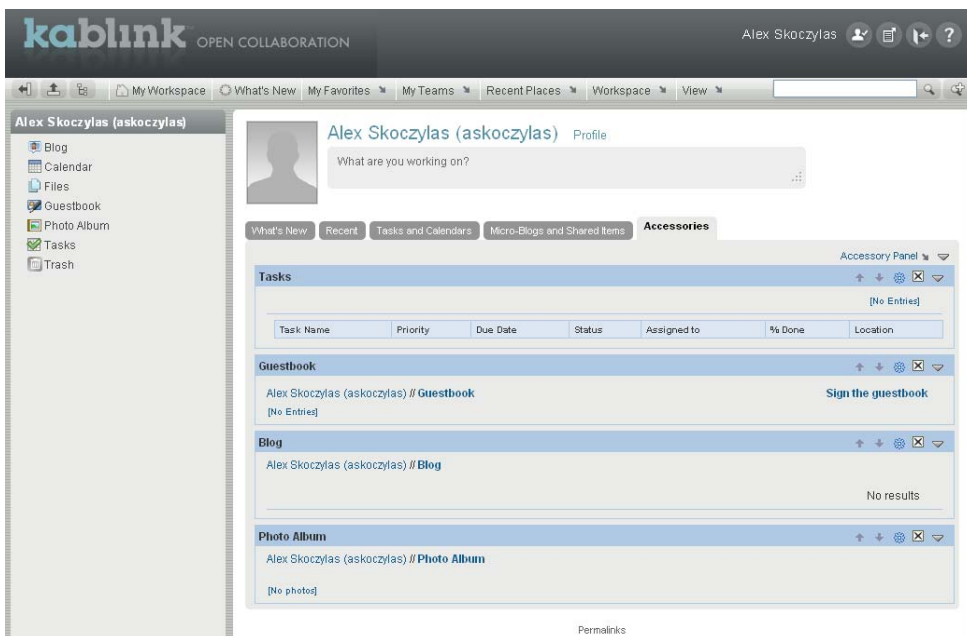 kablink OPEN COLLABORATION
Alex Skoczylas
?
My Workspace What's New My Favorites My Teams Recent Places Workspace View
Alex Skoczylas (askoczylas)
Blog
Calendar
Files
Guestbook
Photo Album
Tasks
Trash
Alex Skoczylas (askoczylas) Profile
What are you working on?
What's New Recent Tasks and Calendars Micro-Blogs and Shared Items Accessories
Accessory Panel
Tasks
[No Entries]
Task Name Priority Due Date Status Assigned to % Done Location
Guestbook
Alex Skoczylas (askoczylas) // Guestbook Sign the guestbook
[No Entries]
Blog
Alex Skoczylas (askoczylas) // Blog
No results
Photo Album
Alex Skoczylas (askoczylas) // Photo Album
[No photos]
Permalinks